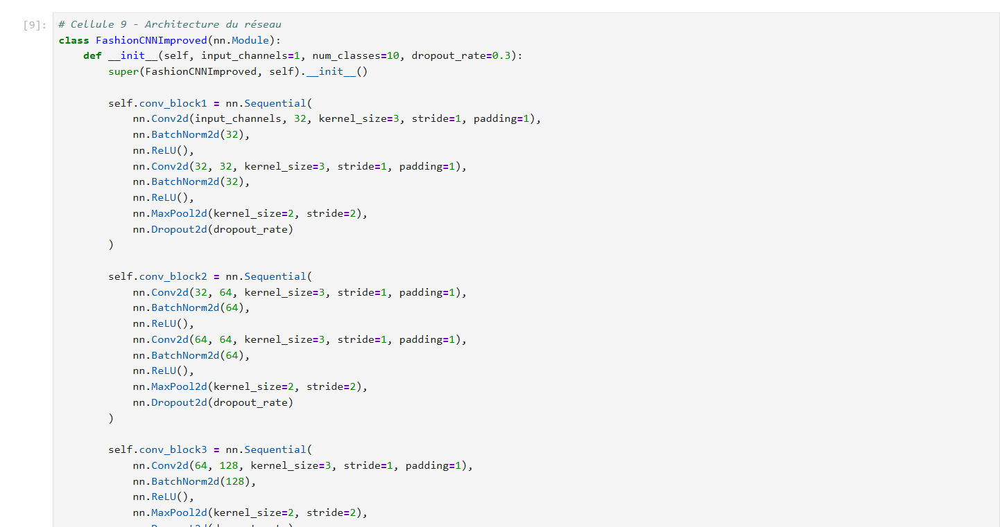 [9]:
# Cellule 9 - Architecture du réseau
class FashionCNNImproved(nn.Module):
    def __init__(self, input_channels=1, num_classes=10, dropout_rate=0.3):
        super(FashionCNNImproved, self).__init__()

        self.conv_block1 = nn.Sequential(
            nn.Conv2d(input_channels, 32, kernel_size=3, stride=1, padding=1),
            nn.BatchNorm2d(32),
            nn.ReLU(),
            nn.Conv2d(32, 32, kernel_size=3, stride=1, padding=1),
            nn.BatchNorm2d(32),
            nn.ReLU(),
            nn.MaxPool2d(kernel_size=2, stride=2),
            nn.Dropout2d(dropout_rate)
        )

        self.conv_block2 = nn.Sequential(
            nn.Conv2d(32, 64, kernel_size=3, stride=1, padding=1),
            nn.BatchNorm2d(64),
            nn.ReLU(),
            nn.Conv2d(64, 64, kernel_size=3, stride=1, padding=1),
            nn.BatchNorm2d(64),
            nn.ReLU(),
            nn.MaxPool2d(kernel_size=2, stride=2),
            nn.Dropout2d(dropout_rate)
        )

        self.conv_block3 = nn.Sequential(
            nn.Conv2d(64, 128, kernel_size=3, stride=1, padding=1),
            nn.BatchNorm2d(128),
            nn.ReLU(),
            nn.MaxPool2d(kernel_size=2, stride=2),